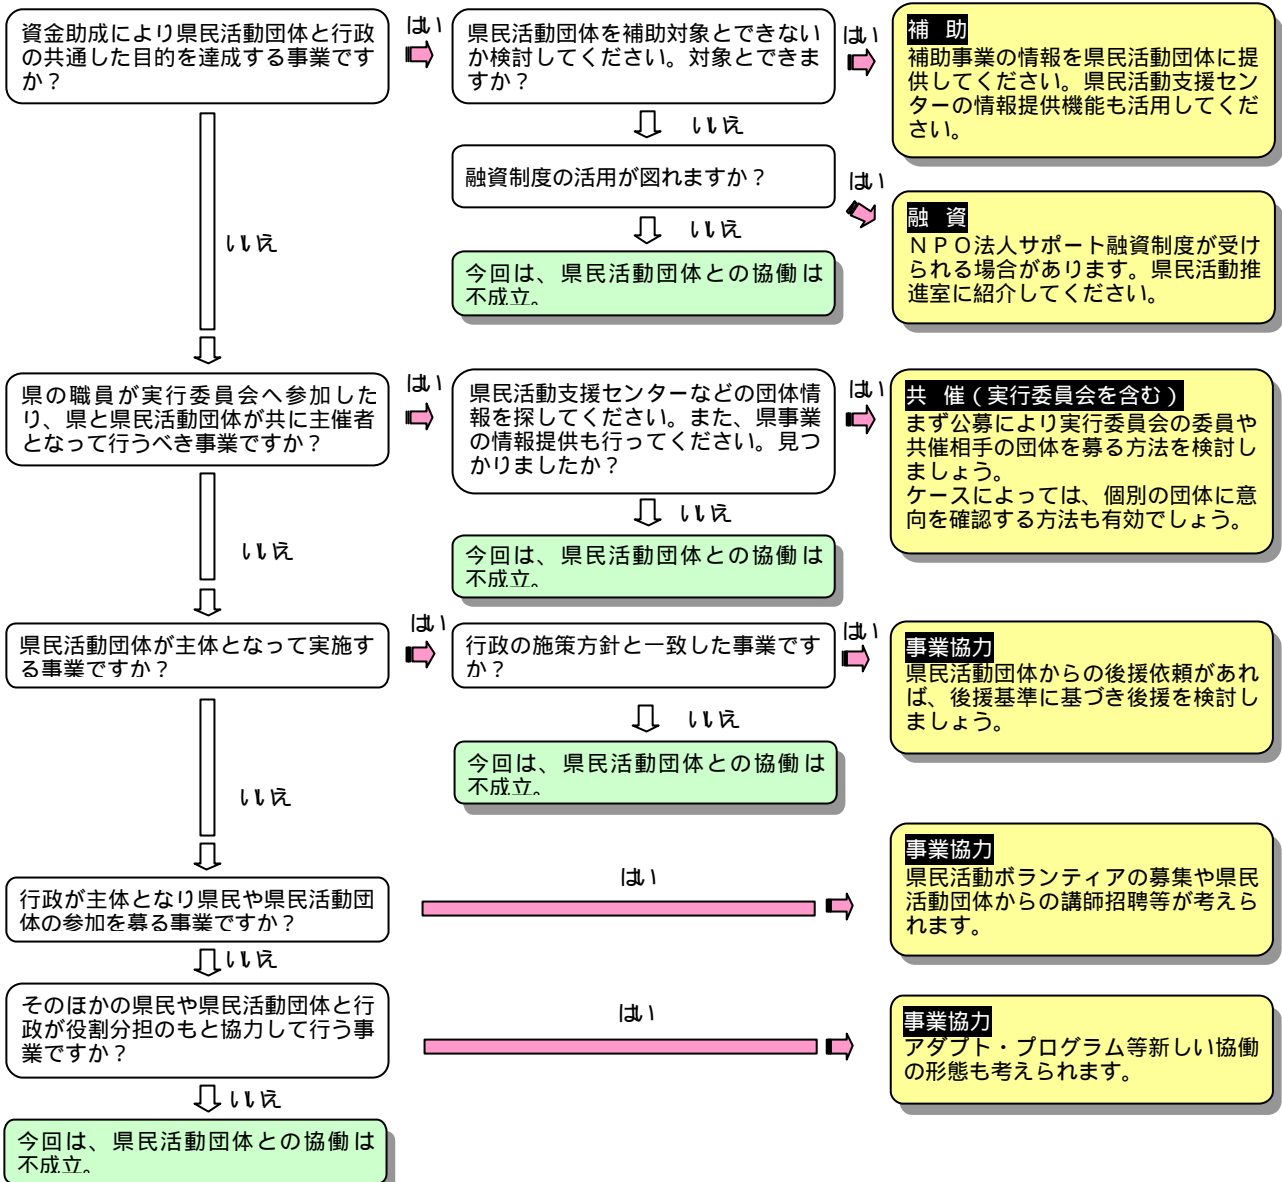 資金助成により県民活動団体と行政
の共通した目的を達成する事業です
か？
はい
県民活動団体を補助対象とできない
か検討してください。対象とできま
すか？
はい
補　助
補助事業の情報を県民活動団体に提
供してください。県民活動支援セン
ターの情報提供機能も活用してくだ
さい。
いいえ
融資制度の活用が図れますか？
はい
融　資
ＮＰＯ法人サポート融資制度が受け
られる場合があります。県民活動推
進室に紹介してください。
いいえ
今回は、県民活動団体との協働は
不成立。
いいえ
県の職員が実行委員会へ参加した
り、県と県民活動団体が共に主催者
となって行うべき事業ですか？
はい
県民活動支援センターなどの団体情
報を探してください。また、県事業
の情報提供も行ってください。見つ
かりましたか？
はい
共　催（実行委員会を含む）
まず公募により実行委員会の委員や
共催相手の団体を募る方法を検討し
ましょう。
ケースによっては、個別の団体に意
向を確認する方法も有効でしょう。
いいえ
今回は、県民活動団体との協働は
不成立。
いいえ
県民活動団体が主体となって実施す
る事業ですか？
はい
行政の施策方針と一致した事業です
か？
はい
事業協力
県民活動団体からの後援依頼があれ
ば、後援基準に基づき後援を検討し
ましょう。
いいえ
今回は、県民活動団体との協働は
不成立。
いいえ
行政が主体となり県民や県民活動団
体の参加を募る事業ですか？
はい
事業協力
県民活動ボランティアの募集や県民
活動団体からの講師招聘等が考えら
れます。
いいえ
そのほかの県民や県民活動団体と行
政が役割分担のもと協力して行う事
業ですか？
はい
事業協力
アダプト・プログラム等新しい協働
の形態も考えられます。
いいえ
今回は、県民活動団体との協働は
不成立。